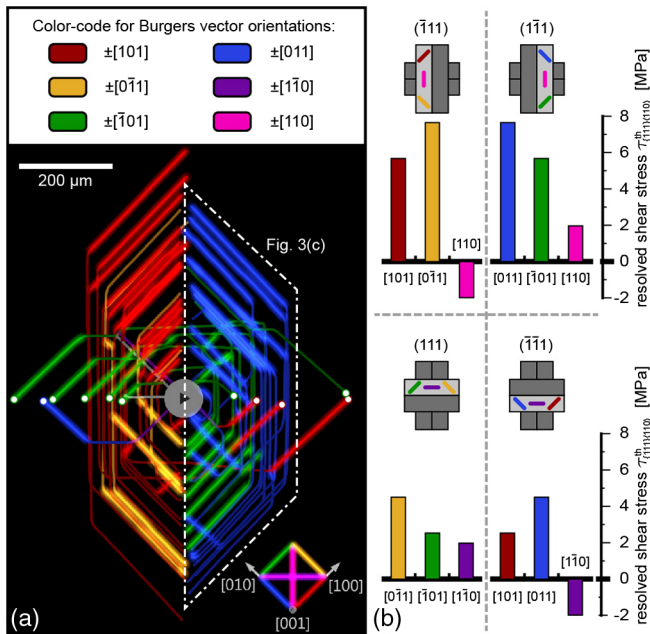 Color-code for Burgers vector orientations:
±[101] ±[011]
±[01̄1] ±[11̄0]
±[1̄01] ±[110]
200 µm
Fig. 3(c)
[010] [100]
[001]
(a)
(1̄11) (11̄1)
resolved shear stress τ^th_{111}⟨110⟩ [MPa]
8
6
4
2
0
-2
[110]
[101] [01̄1] [011] [1̄01] [110]
(111) (1̄1̄1)
resolved shear stress τ^th_{111}⟨110⟩ [MPa]
8
6
4
2
0
-2
[11̄0]
[01̄1] [1̄01] [11̄0] [101] [011]
(b)